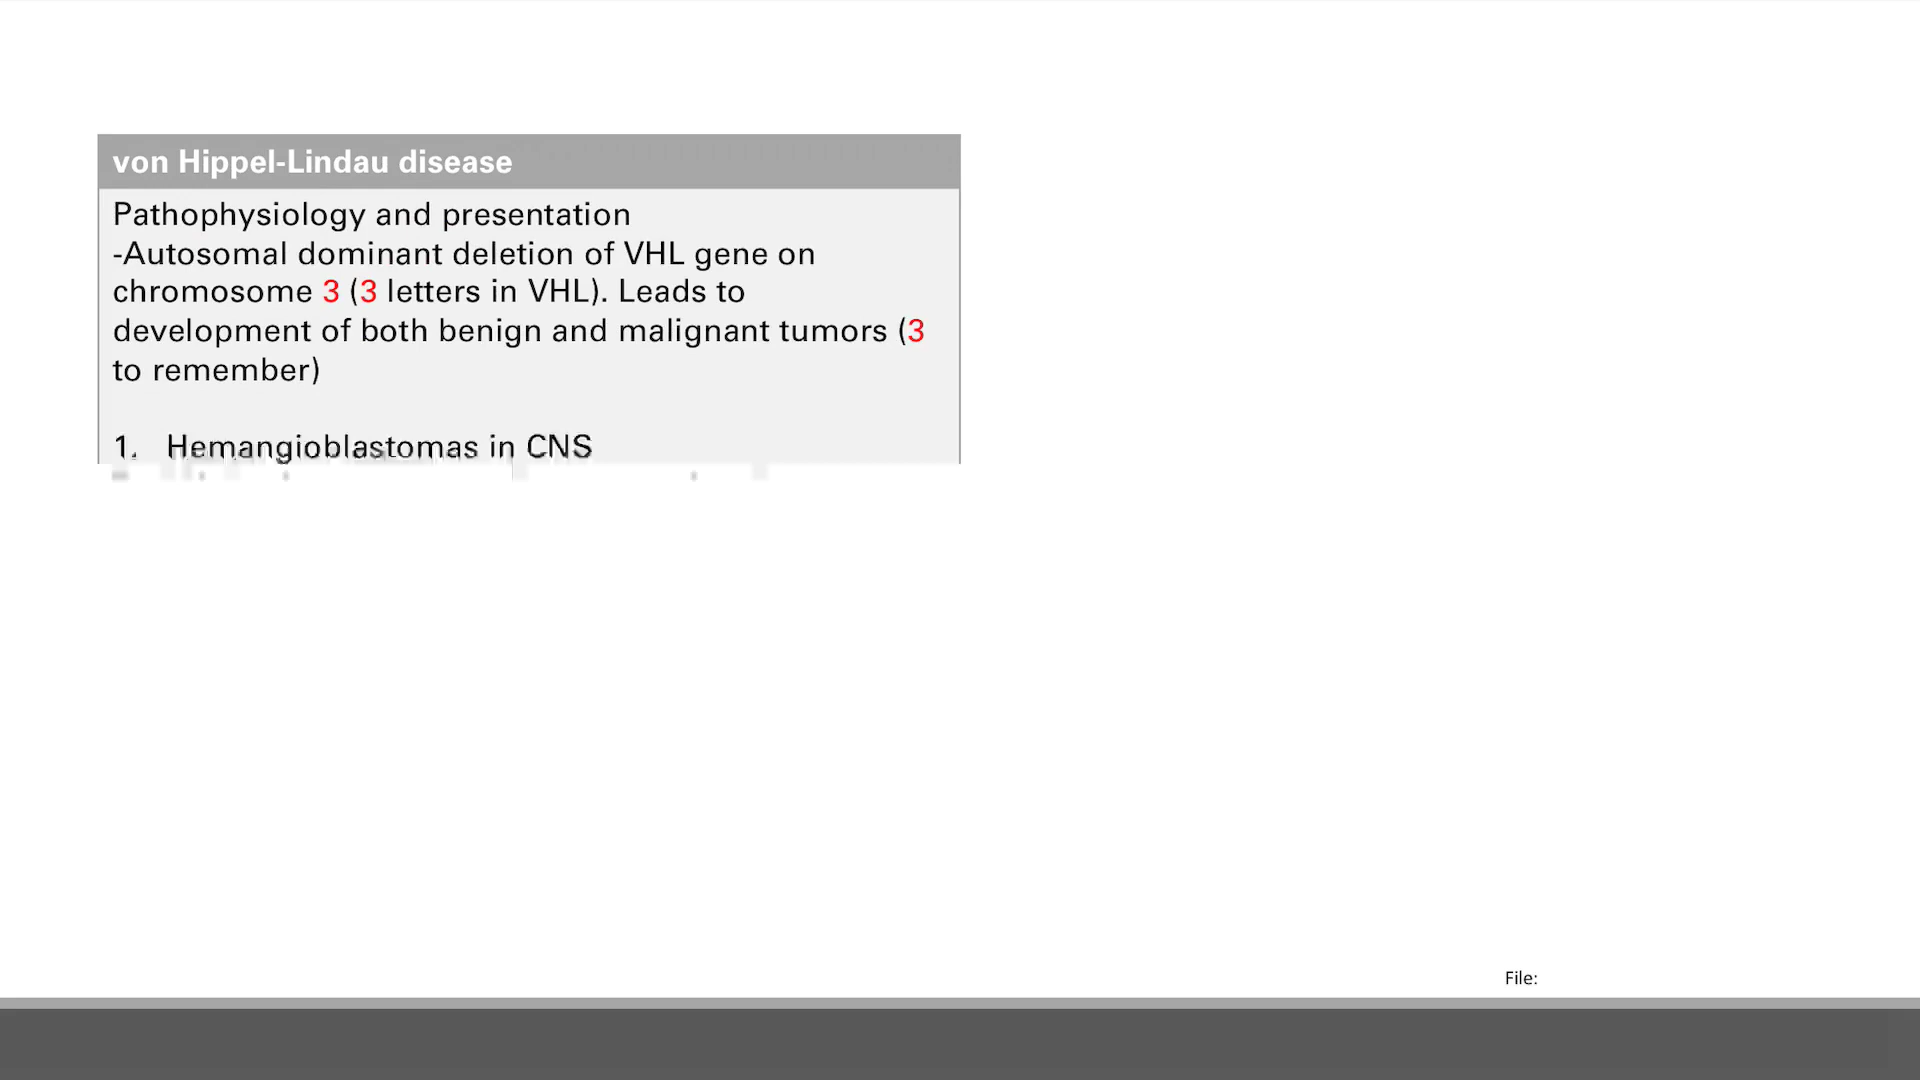 von Hippel-Lindau disease
Pathophysiology and presentation
-Autosomal dominant deletion of VHL gene on
chromosome 3 (3 letters in VHL). Leads to
development of both benign and malignant tumors (3
to remember)
1. Hemangioblastomas in CNS
File: